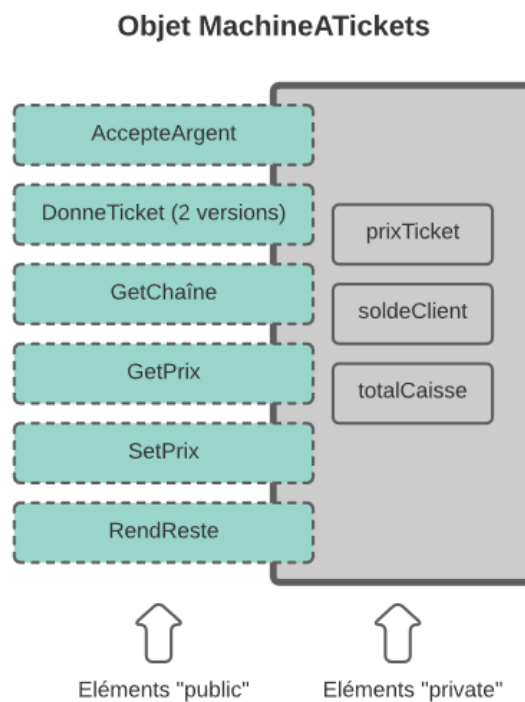 Objet MachineATickets
AccepteArgent
DonneTicket (2 versions)
GetChaîne
GetPrix
SetPrix
RendReste
prixTicket
soldeClient
totalCaisse
Eléments "public"
Eléments "private"